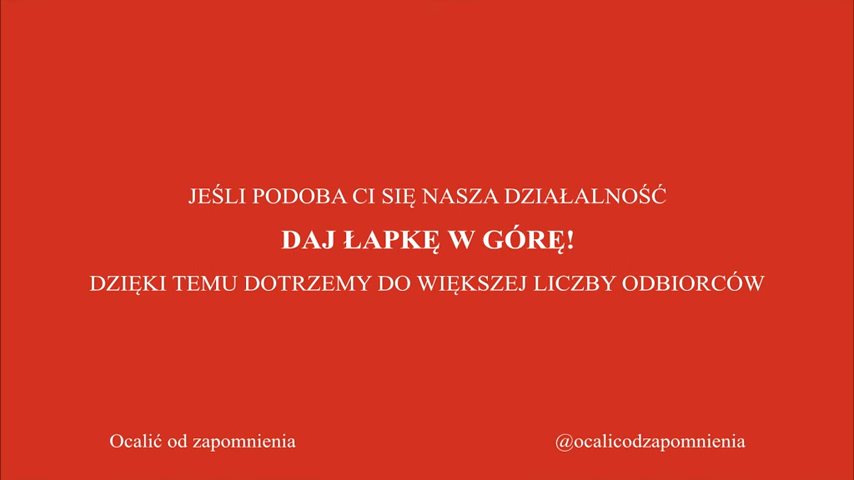 JEŚLI PODOBA CI SIĘ NASZA DZIAŁALNOŚĆ
DAJ ŁAPKĘ W GÓRĘ!
DZIĘKI TEMU DOTRZEMY DO WIĘKSZEJ LICZBY ODBIORCÓW
Ocalić od zapomnienia
@ocalicodzapomnienia